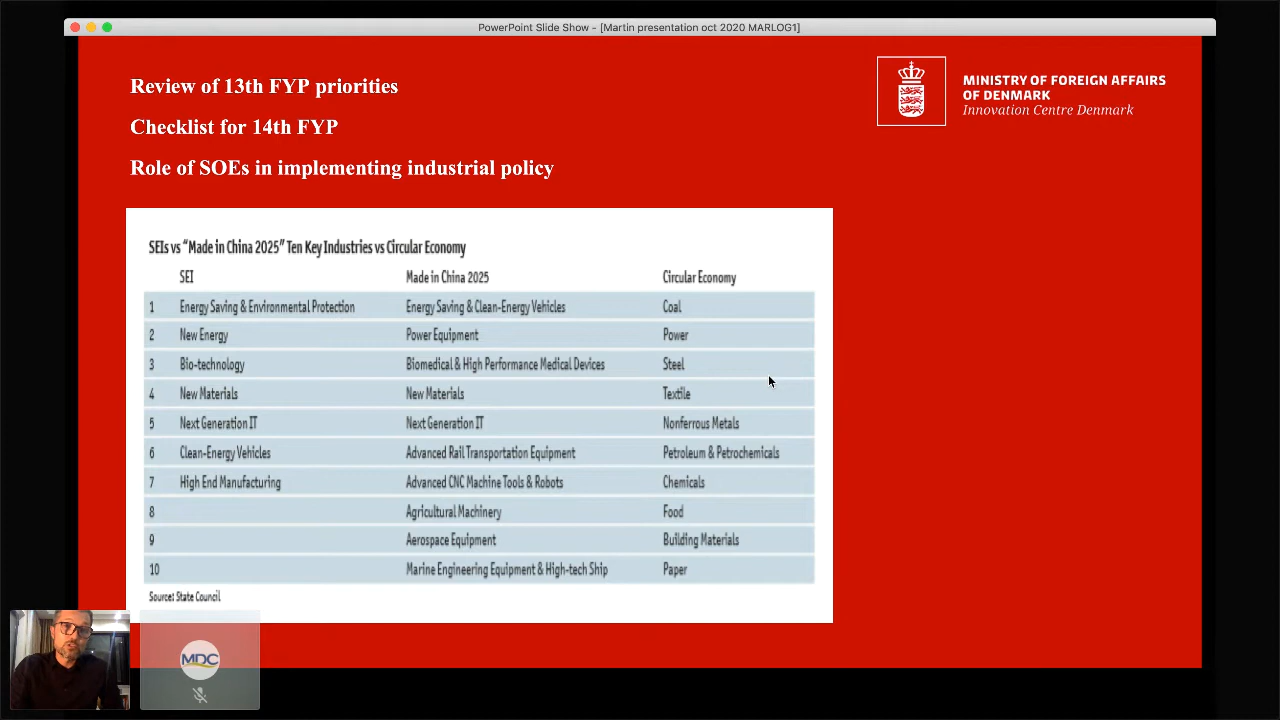 PowerPoint Slide Show - [Martin presentation oct 2020 MARLOG1]
Review of 13th FYP priorities
Checklist for 14th FYP
Role of SOEs in implementing industrial policy
MINISTRY OF FOREIGN AFFAIRS
OF DENMARK
Innovation Centre Denmark
SEIs vs “Made in China 2025” Ten Key Industries vs Circular Economy
SEI Made in China 2025 Circular Economy
1 Energy Saving & Environmental Protection Energy Saving & Clean-Energy Vehicles Coal
2 New Energy Power Equipment Power
3 Bio-technology Biomedical & High Performance Medical Devices Steel
4 New Materials New Materials Textile
5 Next Generation IT Next Generation IT Nonferrous Metals
6 Clean-Energy Vehicles Advanced Rail Transportation Equipment Petroleum & Petrochemicals
7 High End Manufacturing Advanced CNC Machine Tools & Robots Chemicals
8 Agricultural Machinery Food
9 Aerospace Equipment Building Materials
10 Marine Engineering Equipment & High-tech Ship Paper
Source: State Council
MDC